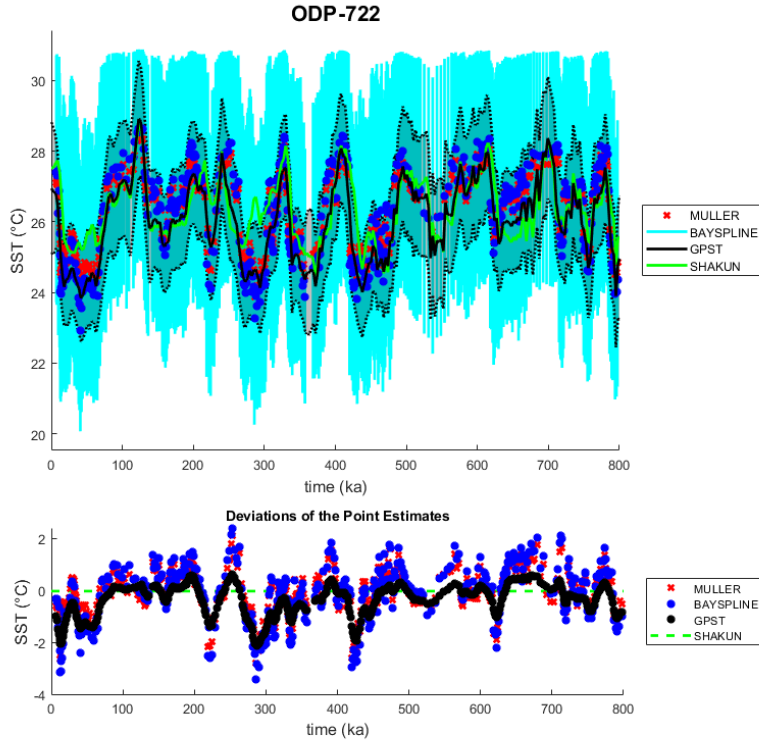 ODP-722
30
28
26
24
22
20
SST (°C)
0 100 200 300 400 500 600 700 800
time (ka)
MULLER
BAYSPLINE
GPST
SHAKUN
Deviations of the Point Estimates
2
0
-2
-4
SST (°C)
0 100 200 300 400 500 600 700 800
time (ka)
MULLER
BAYSPLINE
GPST
SHAKUN